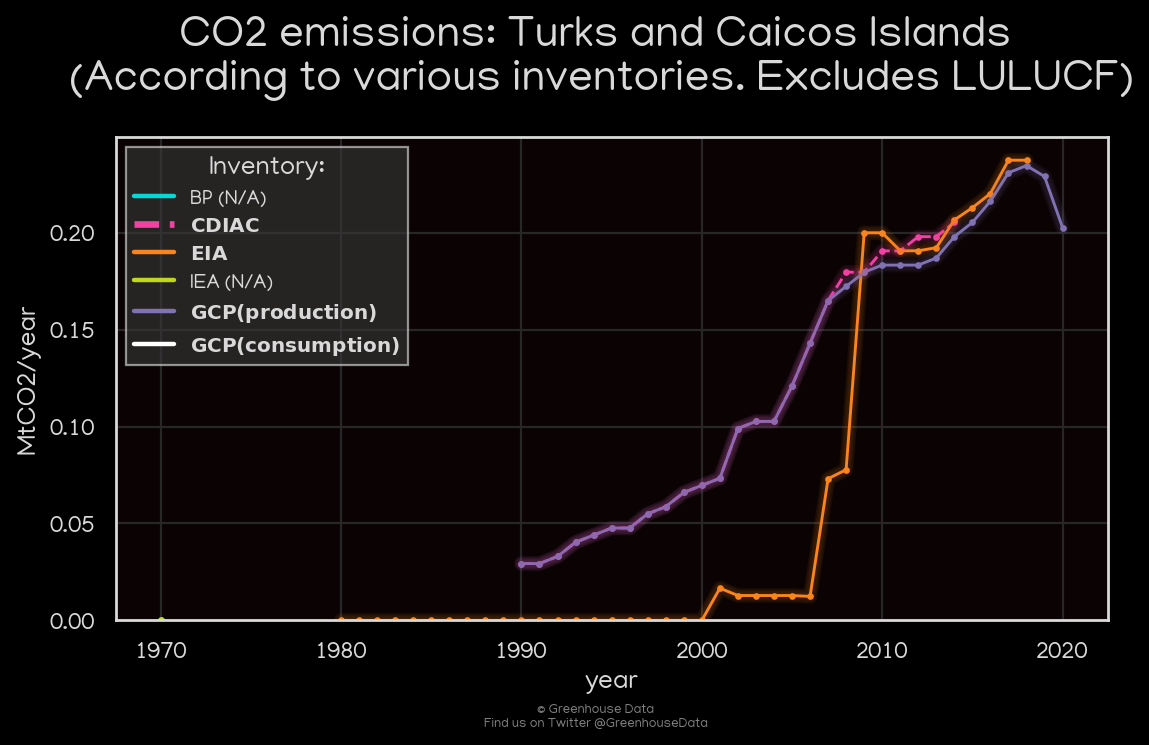 CO2 emissions: Turks and Caicos Islands
(According to various inventories. Excludes LULUCF)
Inventory:
BP (N/A)
CDIAC
EIA
IEA (N/A)
GCP(production)
GCP(consumption)
MtCO2/year
0.20
0.15
0.10
0.05
0.00
1970
1980
1990
2000
2010
2020
year
© Greenhouse Data
Find us on Twitter @GreenhouseData